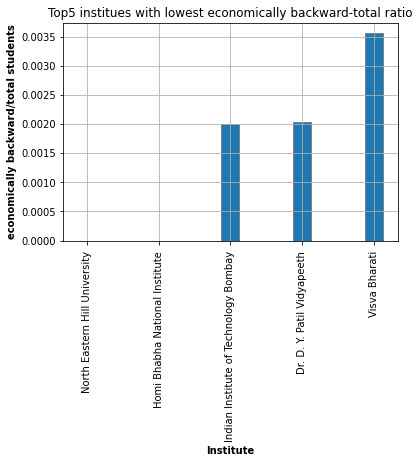 Top5 institues with lowest economically backward-total ratio
economically backward/total students
0.0035
0.0030
0.0025
0.0020
0.0015
0.0010
0.0005
0.0000
North Eastern Hill University
Homi Bhabha National Institute
Indian Institute of Technology Bombay
Dr. D. Y. Patil Vidyapeeth
Visva Bharati
Institute